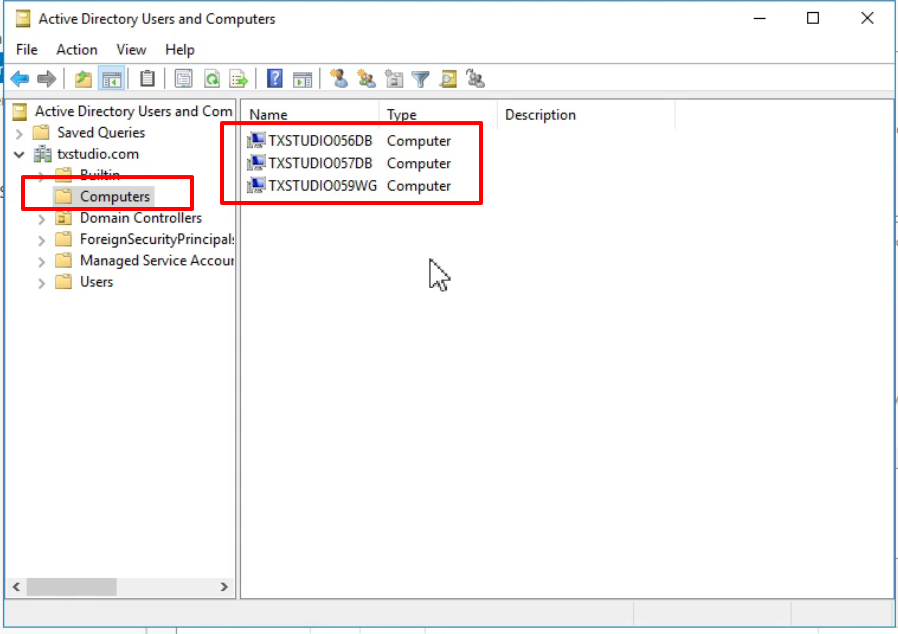 Active Directory Users and Computers
File Action View Help
Active Directory Users and Com
Saved Queries
txstudio.com
Builtin
Computers
Domain Controllers
ForeignSecurityPrincipals
Managed Service Accour
Users
Name Type Description
TXSTUDIO056DB Computer
TXSTUDIO057DB Computer
TXSTUDIO059WG Computer